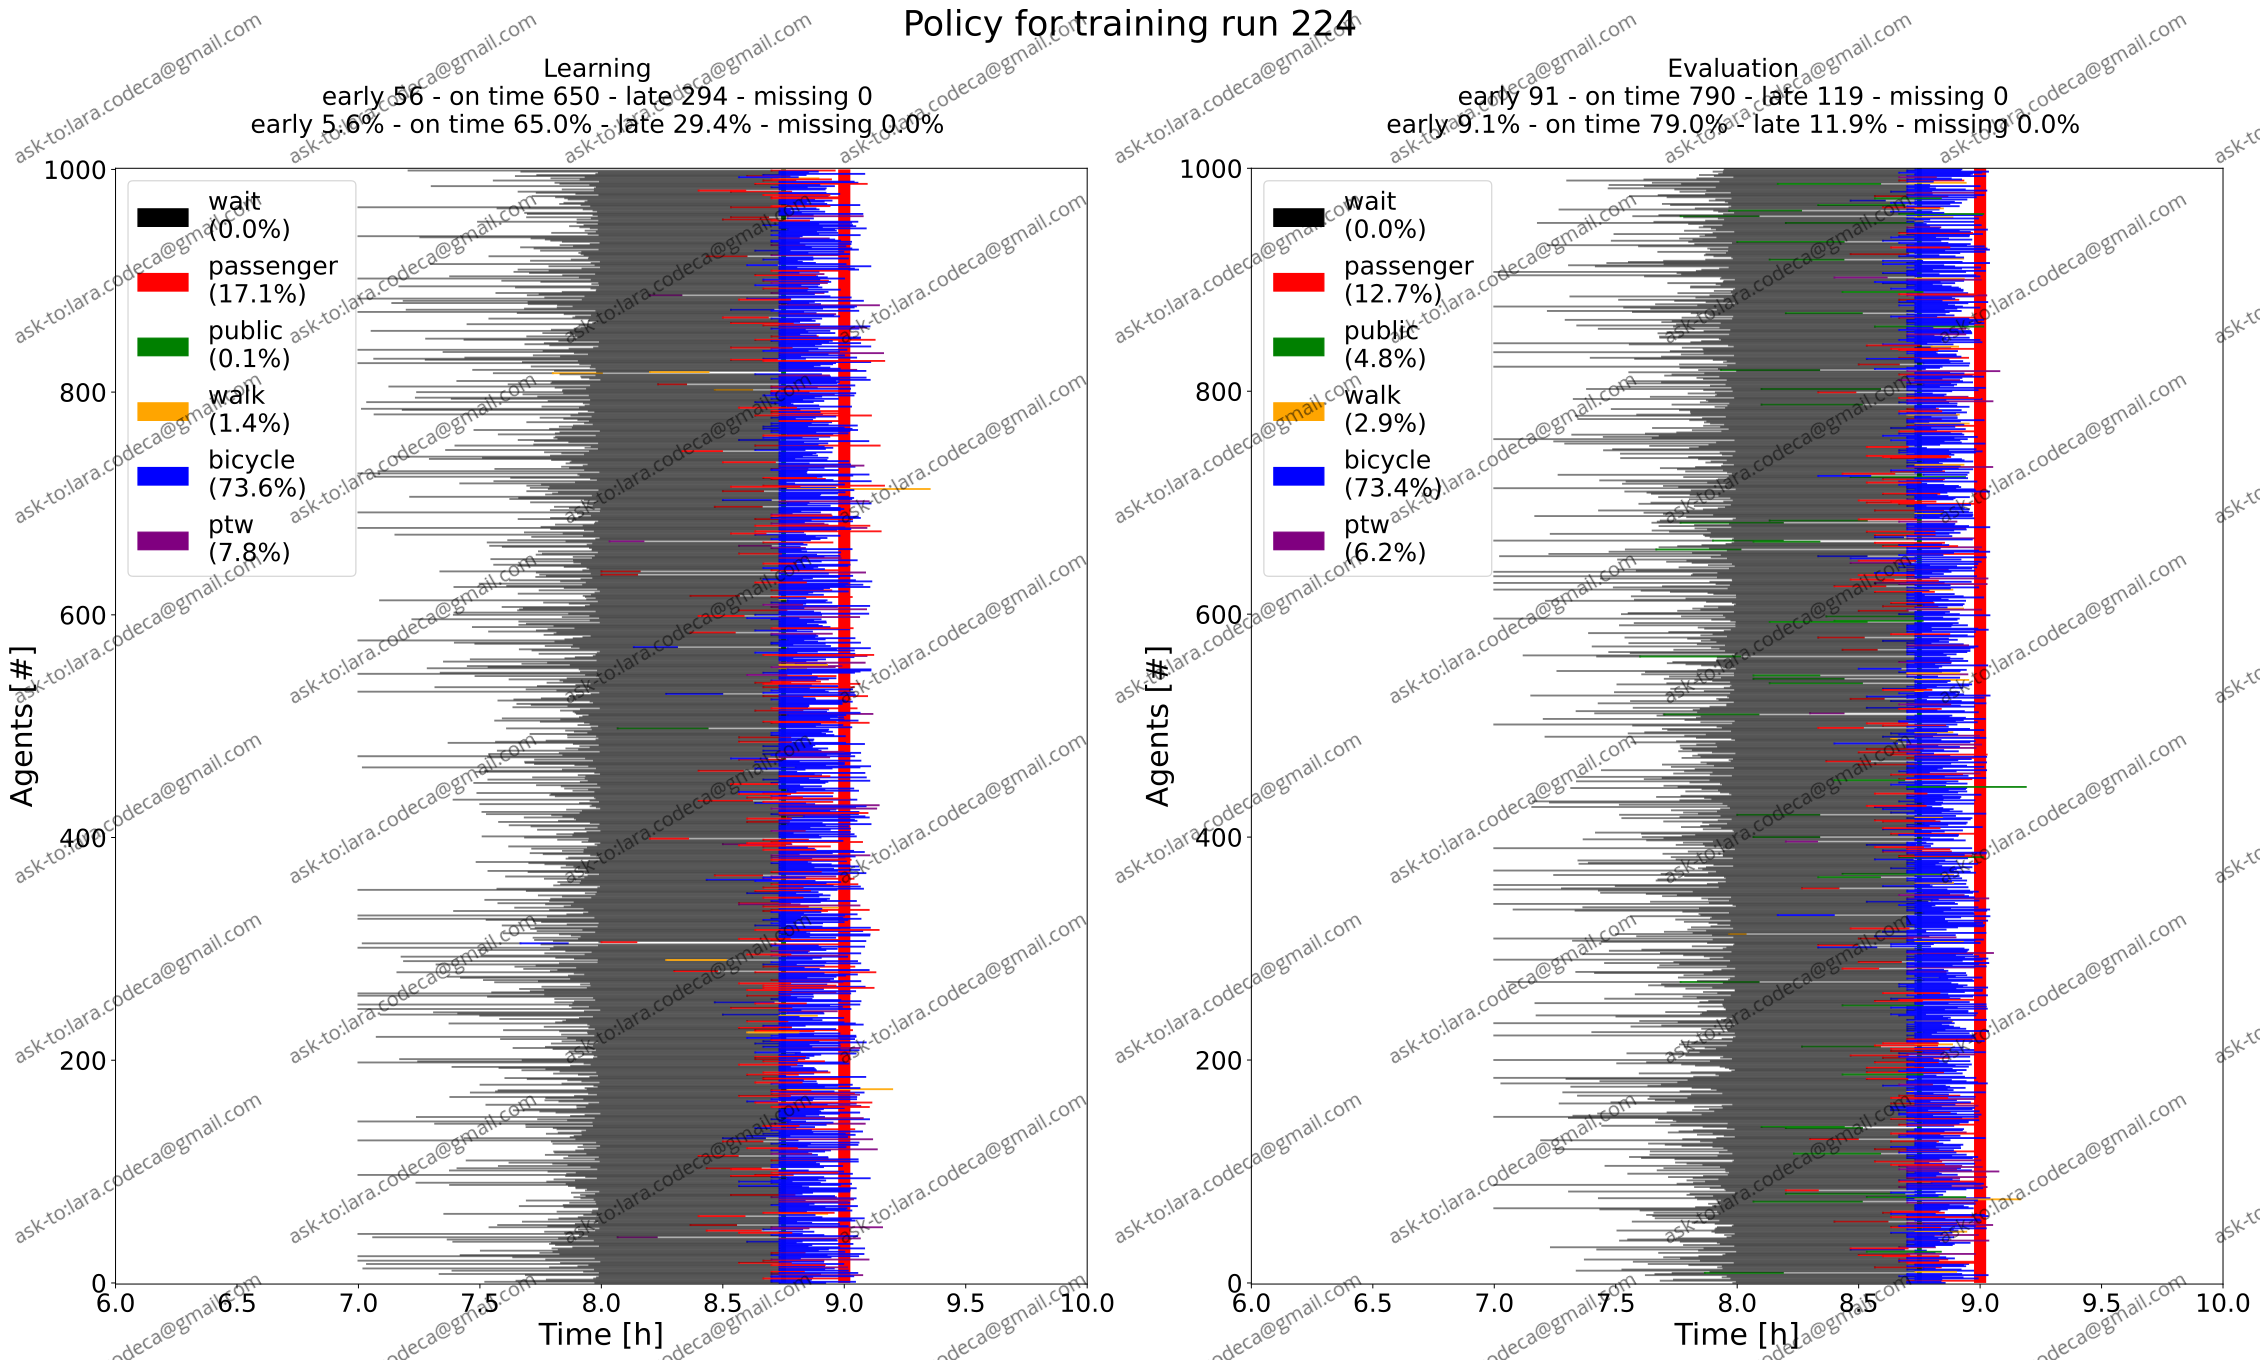 Policy for training run 224
Learning
early 56 - on time 650 - late 294 - missing 0
early 5.6% - on time 65.0% - late 29.4% - missing 0.0%
Evaluation
early 91 - on time 790 - late 119 - missing 0
early 9.1% - on time 79.0% - late 11.9% - missing 0.0%
1000
800
600
400
200
0
Agents [#]
wait
(0.0%)
passenger
(17.1%)
public
(0.1%)
walk
(1.4%)
bicycle
(73.6%)
ptw
(7.8%)
6.0 6.5 7.0 7.5 8.0 8.5 9.0 9.5 10.0
Time [h]
1000
800
600
400
200
0
Agents [#]
wait
(0.0%)
passenger
(12.7%)
public
(4.8%)
walk
(2.9%)
bicycle
(73.4%)
ptw
(6.2%)
6.0 6.5 7.0 7.5 8.0 8.5 9.0 9.5 10.0
Time [h]
ask-to:lara.codeca@gmail.com